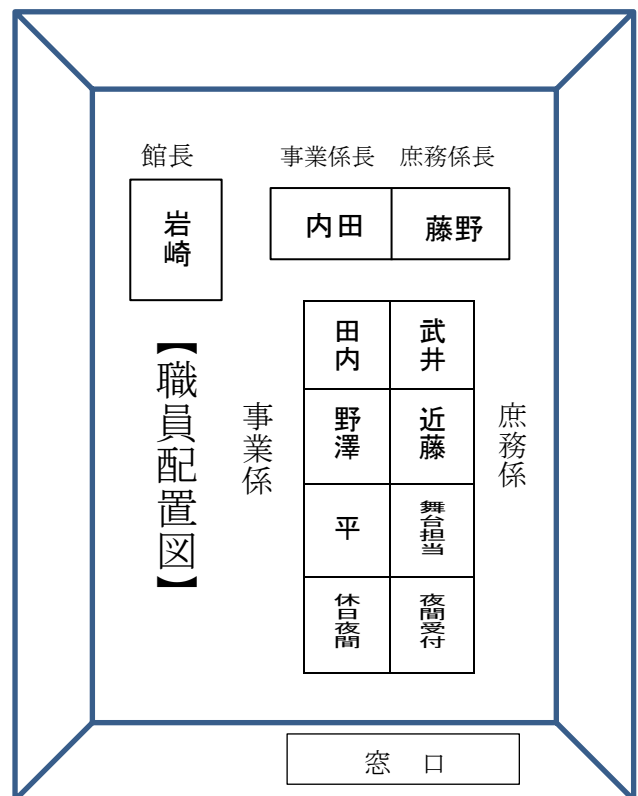 館長
事業係長
庶務係長
岩崎
内田
藤野
【職員配置図】
事業係
田内
武井
野澤
近藤
庶務係
平
舞台担当
休日夜間
夜間受付
窓 口